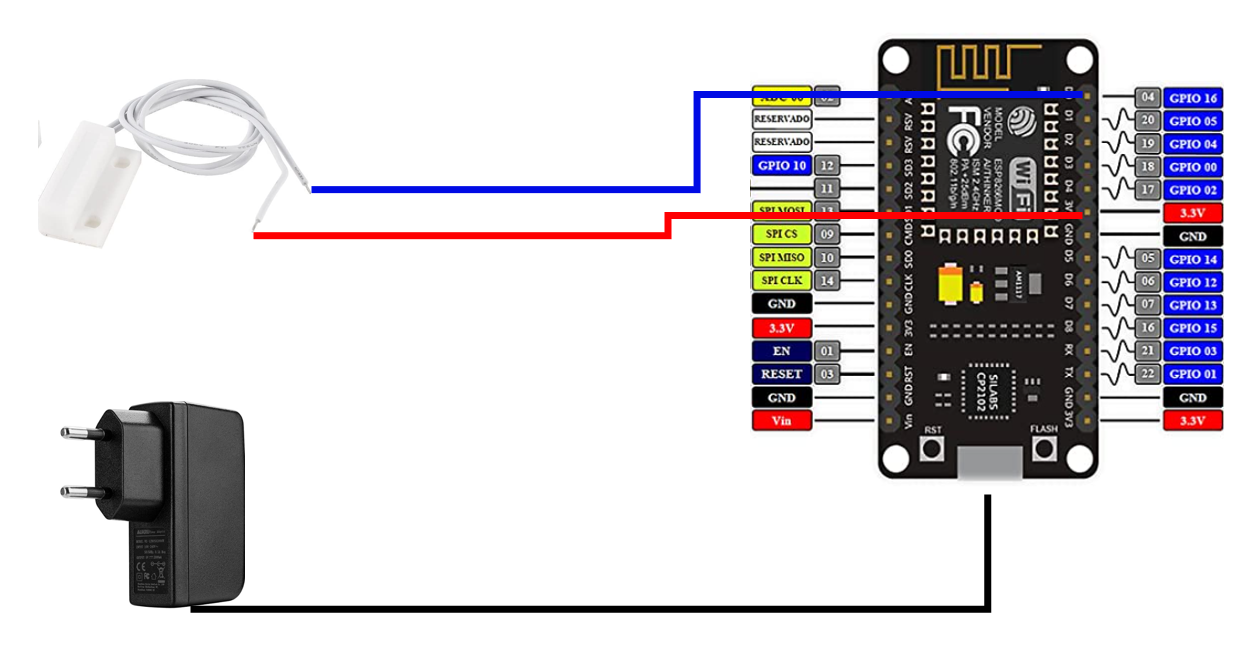 ADC 00 02
RESERVADO
RESERVADO
GPIO 10 12
11
SPI MOSI 13
SPI CS 09
SPI MISO 10
SPI CLK 14
GND
3.3V
EN 01
RESET 03
GND
Vin
RSV
RSV
SD3
SD2
CMD
SD0
CLK
GND
3V3
EN
RST
GND
Vin
MODEL
VENDOR
ESP8266MOD
AI/THINKER
ISM 2.4GHz
PA +25dBm
802.11b/g/n
FC
WiFi
AM1117
SILABS
CP2102
RST
FLASH
D1
D2
D3
D4
GND
D5
D6
D7
D8
RX
TX
GND
3V3
04 GPIO 16
20 GPIO 05
19 GPIO 04
18 GPIO 00
17 GPIO 02
3.3V
GND
05 GPIO 14
06 GPIO 12
07 GPIO 13
16 GPIO 15
21 GPIO 03
22 GPIO 01
GND
3.3V
CE